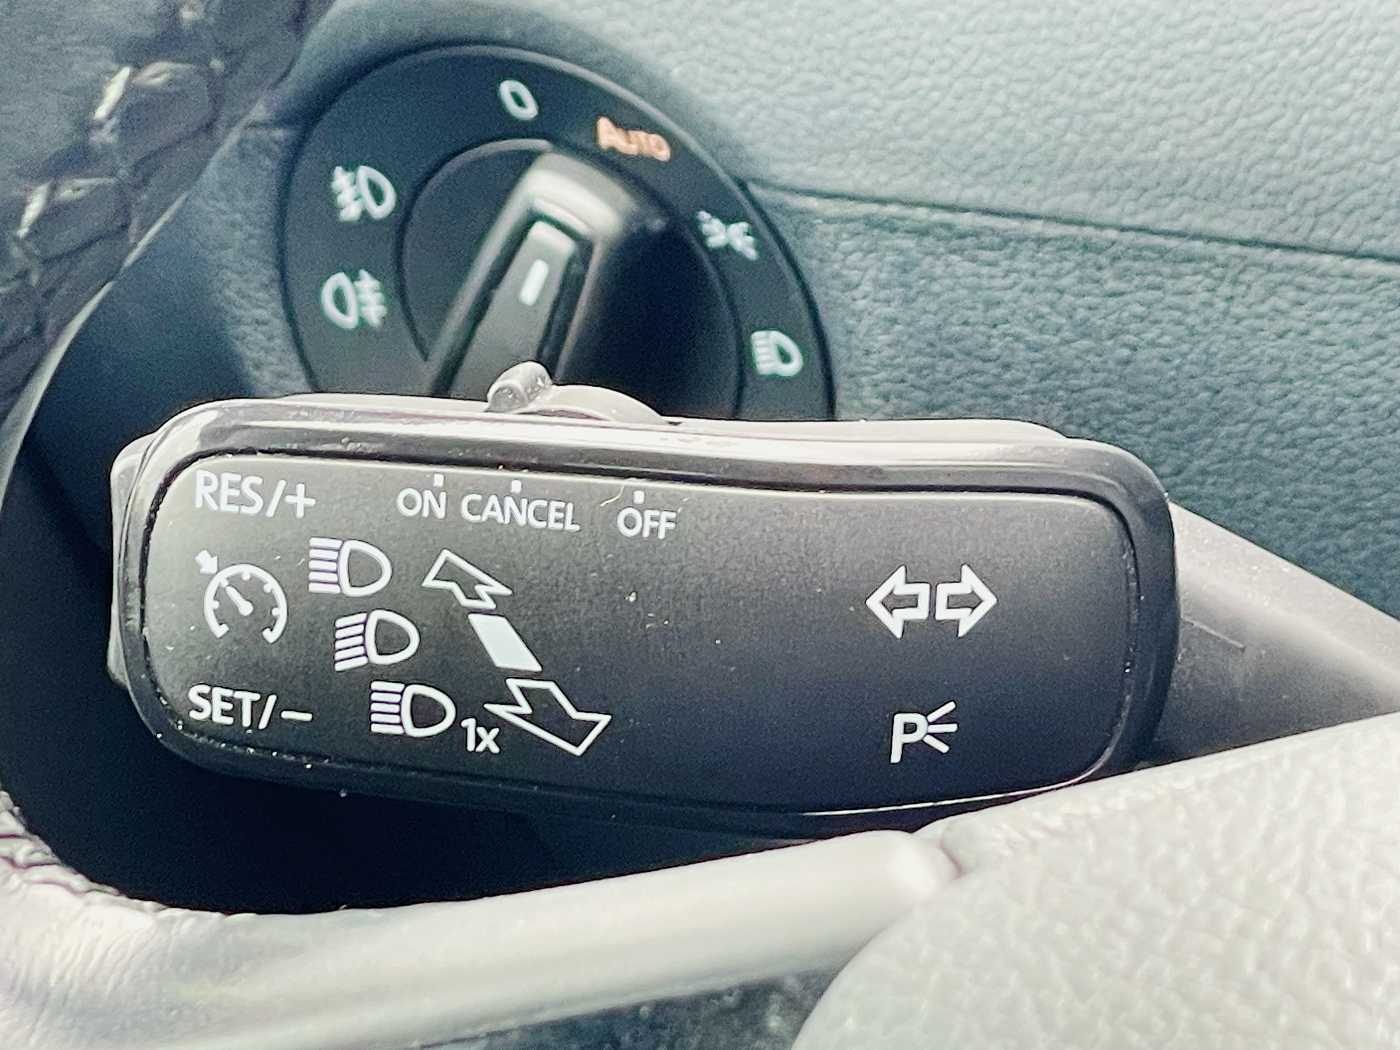 0
AUTO
RES/+
ON CANCEL OFF
SET/−
1x
P